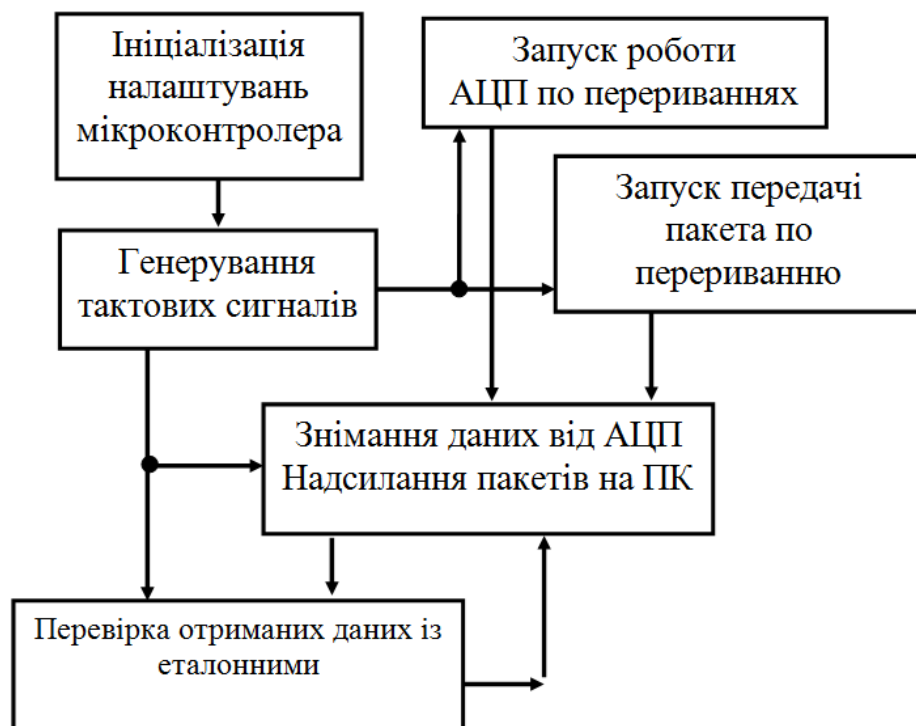 Ініціалізація
налаштувань
мікроконтролера
Запуск роботи
АЦП по перериваннях
Запуск передачі
пакета по
перериванню
Генерування
тактових сигналів
Знімання даних від АЦП
Надсилання пакетів на ПК
Перевірка отриманих даних із
еталонними